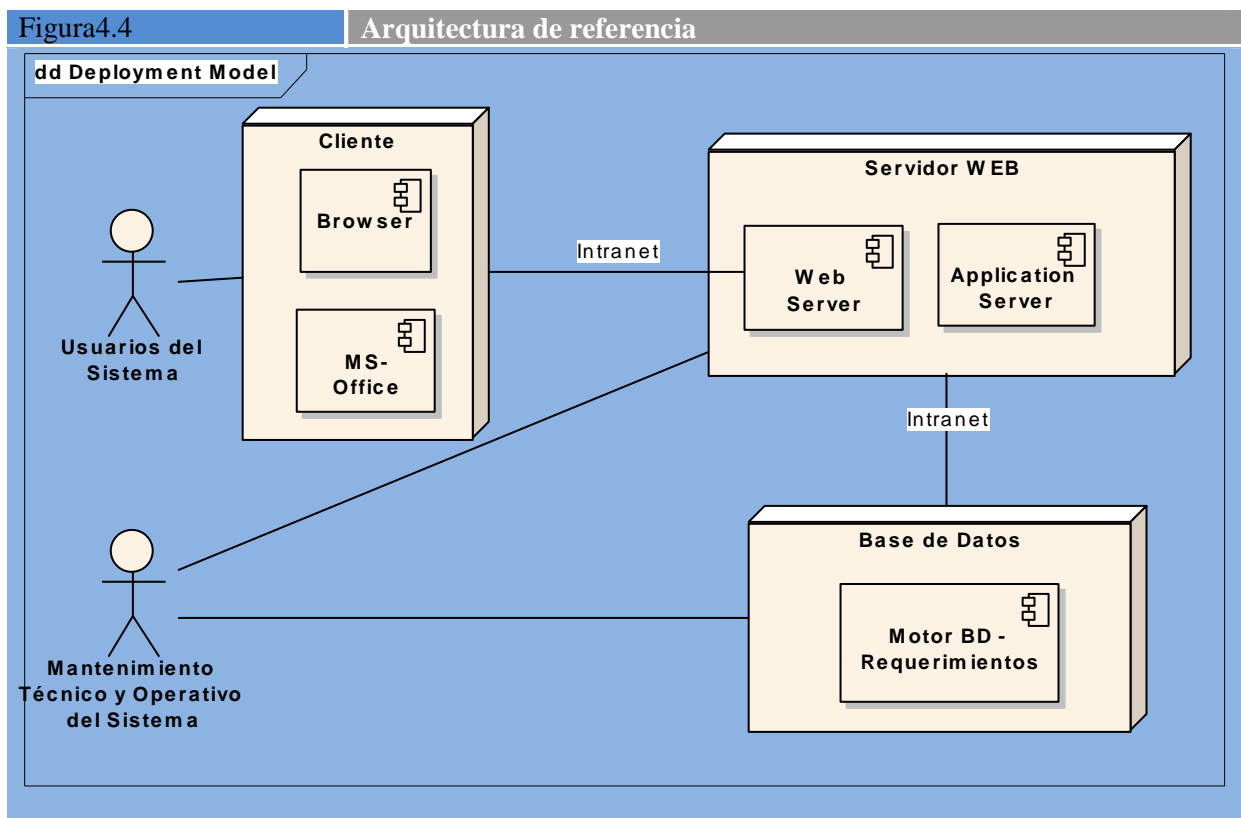 Figura4.4
Arquitectura de referencia
dd Deployment Model
Cliente
Browser
MS-
Office
Servidor WEB
Web
Server
Application
Server
Intranet
Usuarios del
Sistema
Intranet
Base de Datos
Motor BD -
Requerimientos
Mantenimiento
Técnico y Operativo
del Sistema